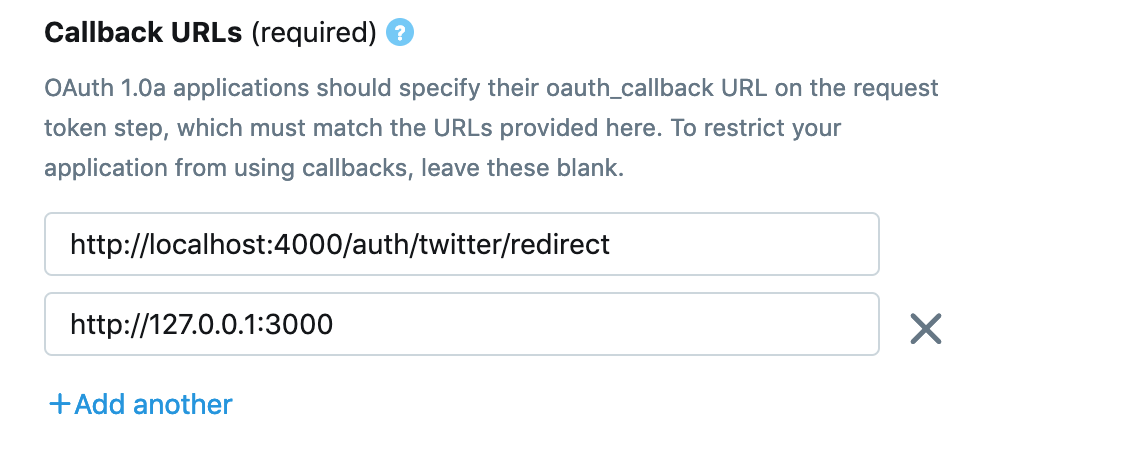 Callback URLs (required) ?
OAuth 1.0a applications should specify their oauth_callback URL on the request
token step, which must match the URLs provided here. To restrict your
application from using callbacks, leave these blank.
http://localhost:4000/auth/twitter/redirect
http://127.0.0.1:3000
+Add another